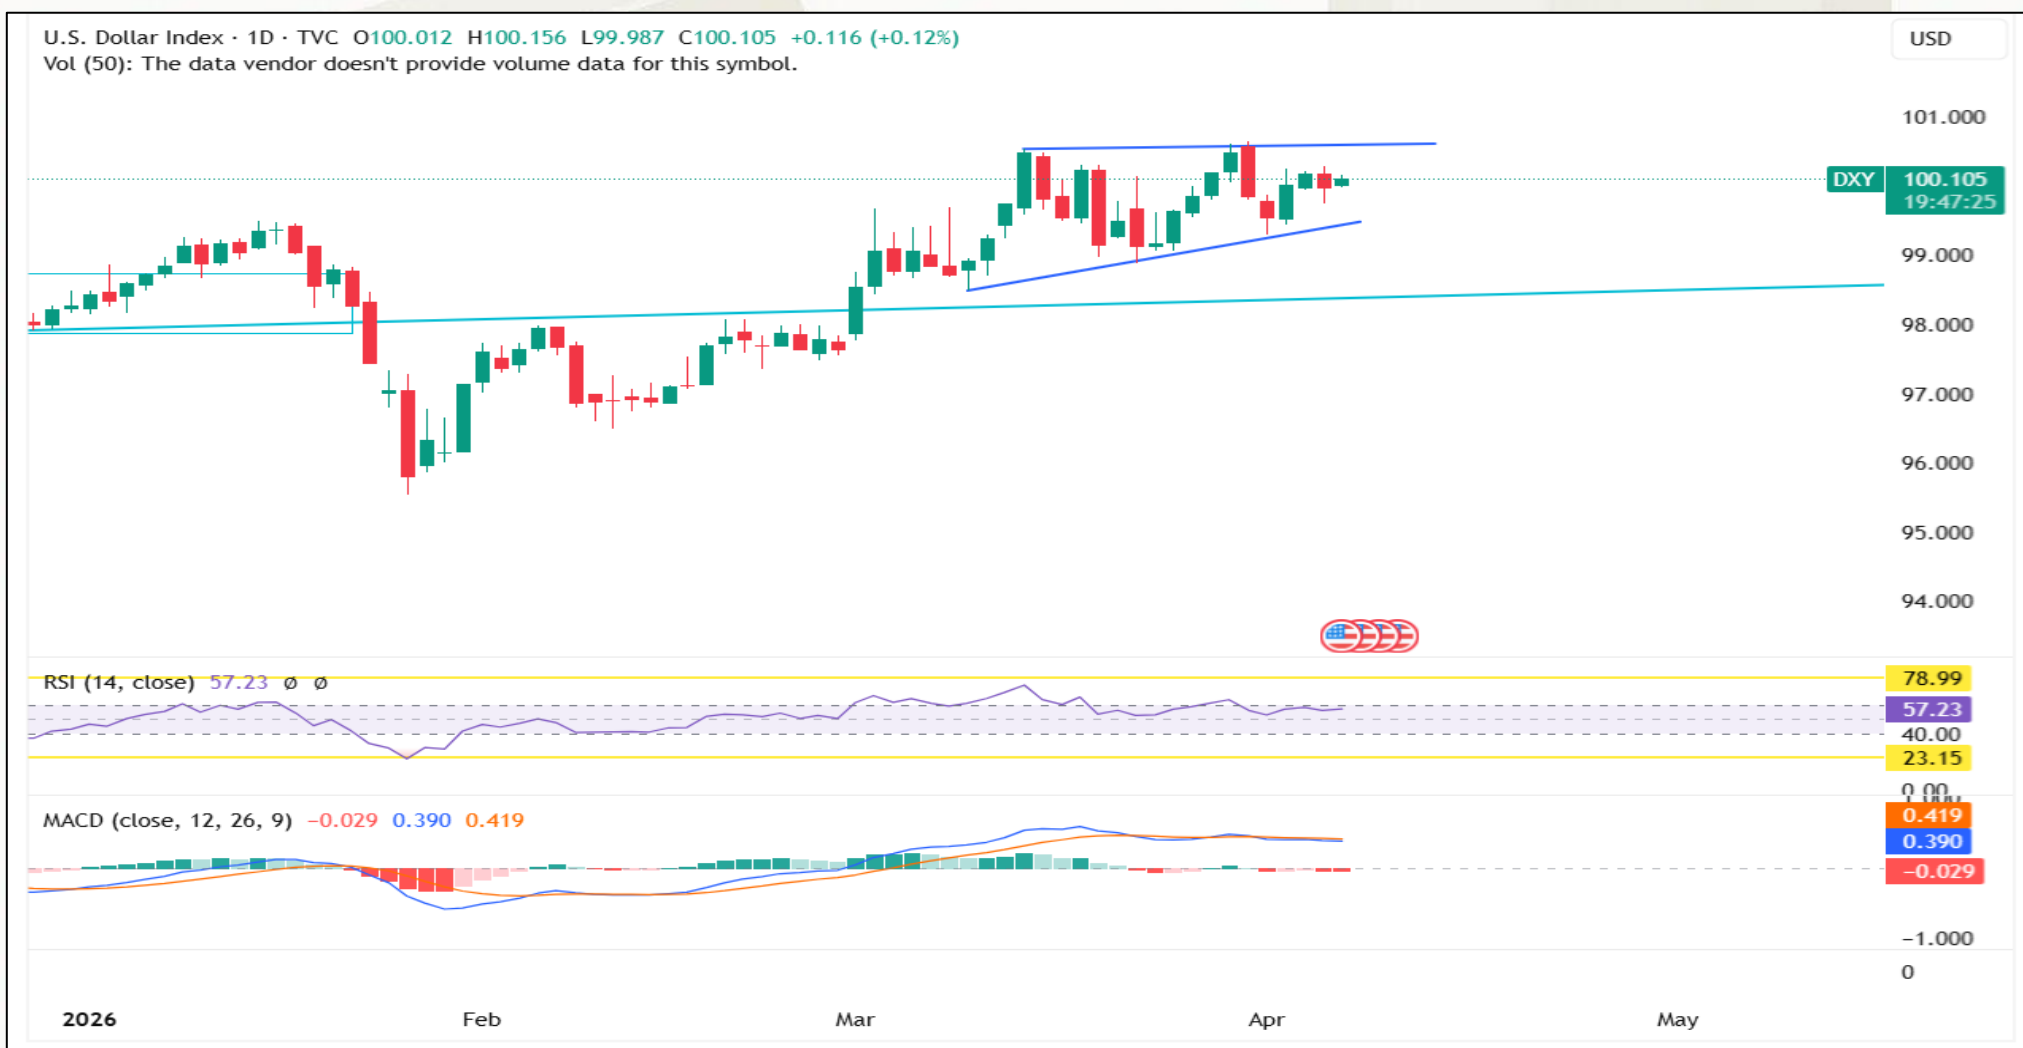 U.S. Dollar Index · 1D · TVC O100.012 H100.156 L99.987 C100.105 +0.116 (+0.12%)
Vol (50): The data vendor doesn't provide volume data for this symbol.
USD
101.000
DXY 100.105
19:47:25
99.000
98.000
97.000
96.000
95.000
94.000
RSI (14, close) 57.23 ø ø
78.99
57.23
40.00
23.15
0.00
1.000
MACD (close, 12, 26, 9) −0.029 0.390 0.419
0.419
0.390
−0.029
−1.000
0
2026 Feb Mar Apr May